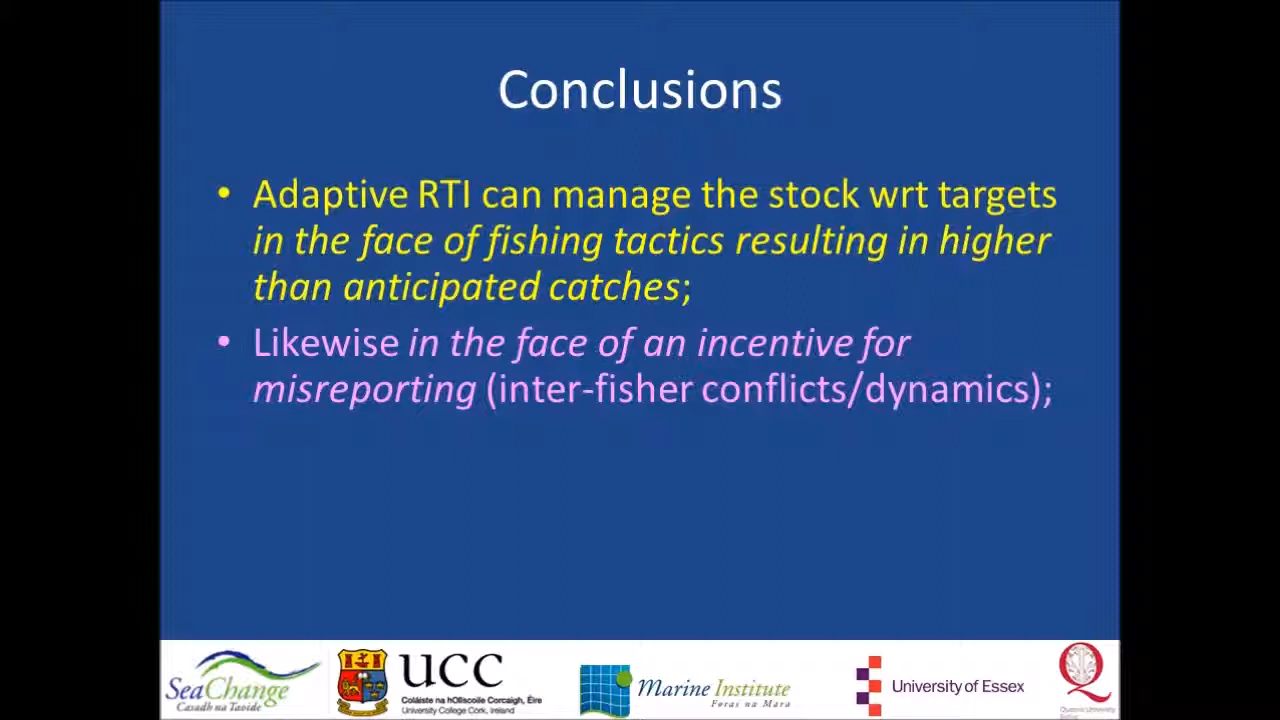 Conclusions
• Adaptive RTI can manage the stock wrt targets
in the face of fishing tactics resulting in higher
than anticipated catches;
• Likewise in the face of an incentive for
misreporting (inter-fisher conflicts/dynamics);
SeaChange
Casadh na Taoide
UCC
Coláiste na hOllscoile Corcaigh, Éire
University College Cork, Ireland
Marine Institute
Foras na Mara
University of Essex
Queen's University